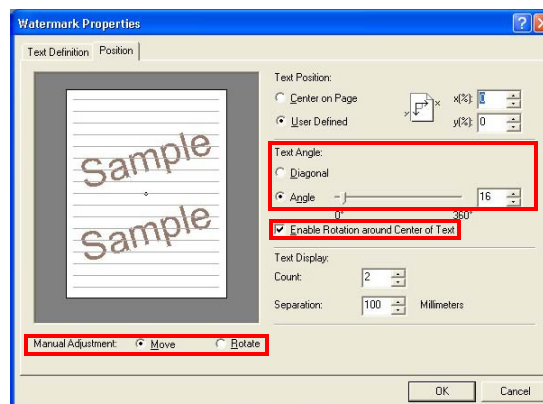 Watermark Properties
Text Definition
Position
Sample
Sample
Manual Adjustment: Move Rotate
Text Position:
Center on Page
User Defined
x(%): 0
y(%): 0
Text Angle:
Diagonal
Angle 16
0° 360°
Enable Rotation around Center of Text
Text Display:
Count: 2
Separation: 100 Millimeters
OK Cancel